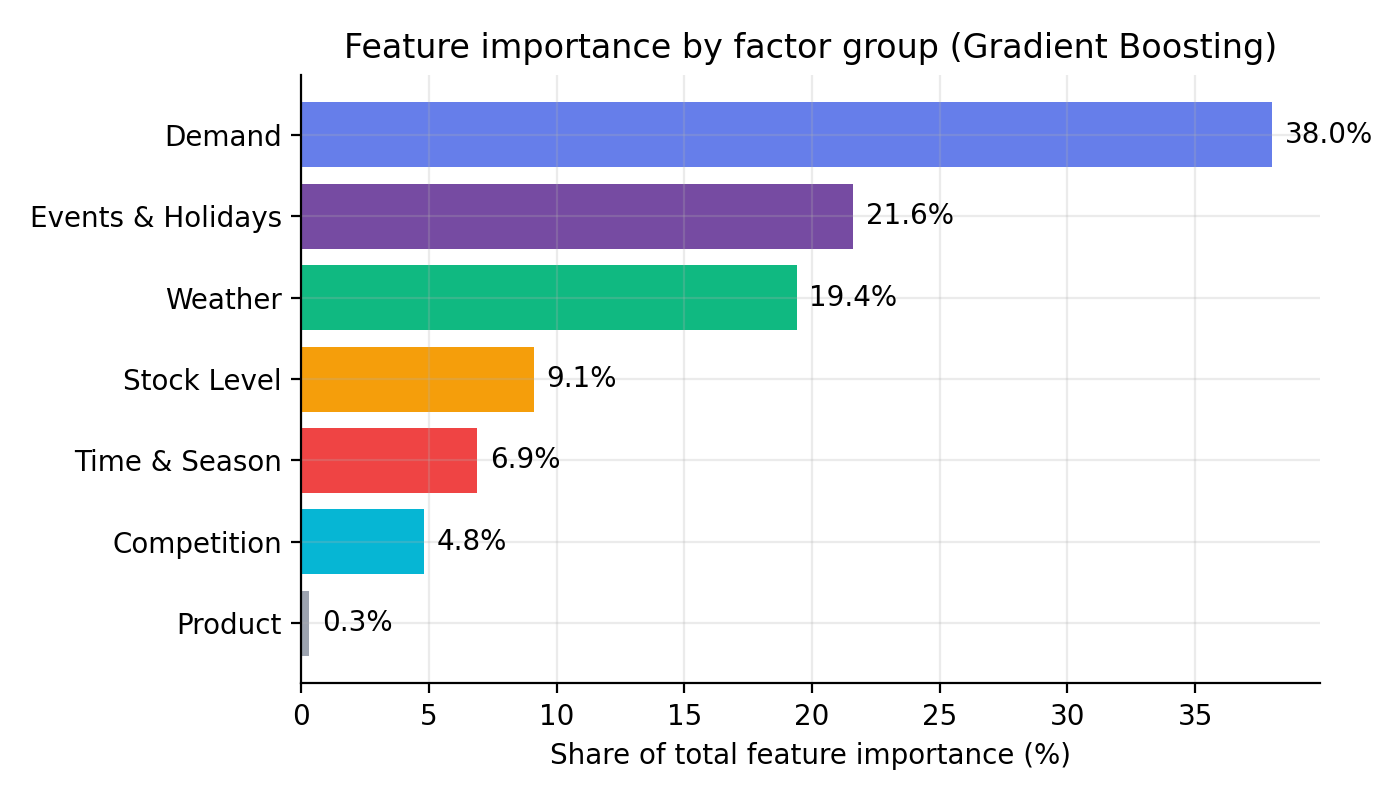 Feature importance by factor group (Gradient Boosting)
Demand 38.0%
Events & Holidays 21.6%
Weather 19.4%
Stock Level 9.1%
Time & Season 6.9%
Competition 4.8%
Product 0.3%
0 5 10 15 20 25 30 35
Share of total feature importance (%)